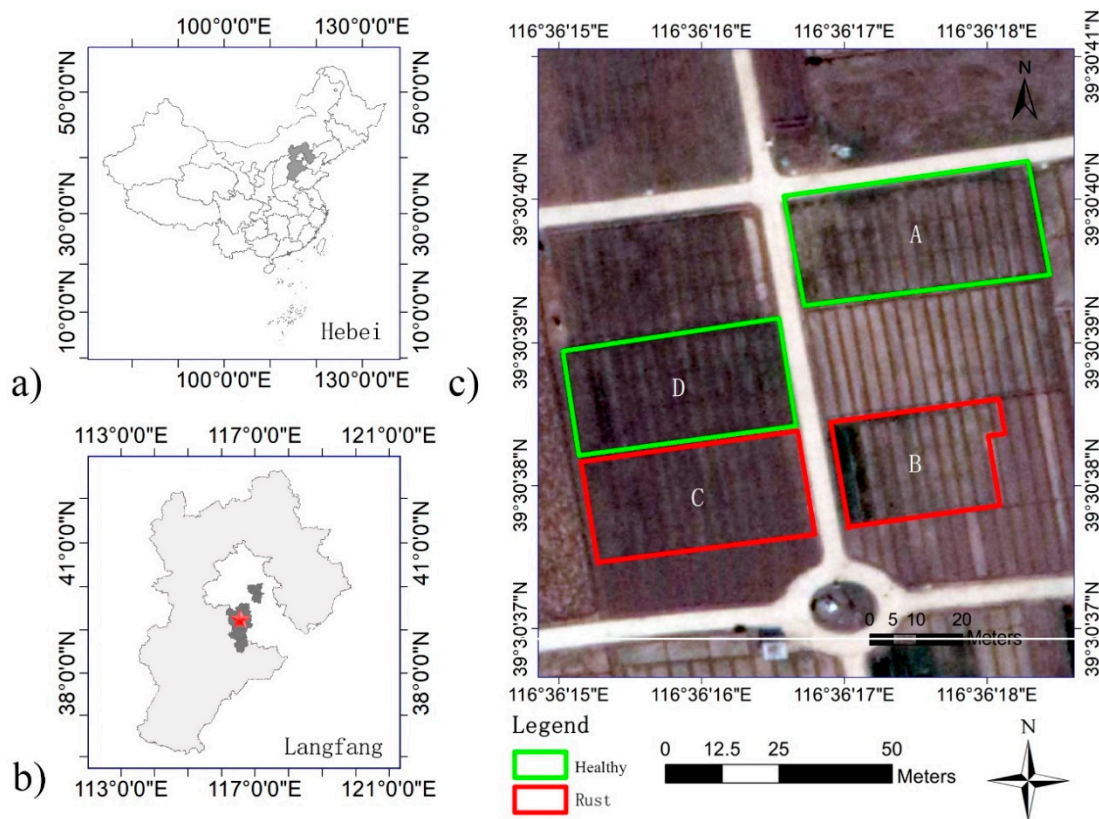 100°0'0"E 130°0'0"E
50°0'0"N
30°0'0"N
10°0'0"N
Hebei
100°0'0"E 130°0'0"E
a)
113°0'0"E 117°0'0"E 121°0'0"E
41°0'0"N
38°0'0"N
41°0'0"N
38°0'0"N
Langfang
b)
113°0'0"E 117°0'0"E 121°0'0"E
c)
116°36'15"E 116°36'16"E 116°36'17"E 116°36'18"E
39°30'41"N
39°30'40"N
39°30'39"N
39°30'38"N
39°30'37"N
N
A
D
B
C
0 5 10 20
Meters
39°30'41"N
39°30'40"N
39°30'39"N
39°30'38"N
39°30'37"N
116°36'15"E 116°36'16"E 116°36'17"E 116°36'18"E
Legend
Healthy
Rust
0 12.5 25 50
Meters
N
50°0'0"N
30°0'0"N
10°0'0"N